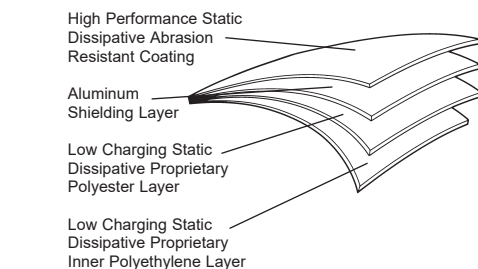 High Performance Static
Dissipative Abrasion
Resistant Coating
Aluminum
Shielding Layer
Low Charging Static
Dissipative Proprietary
Polyester Layer
Low Charging Static
Dissipative Proprietary
Inner Polyethylene Layer